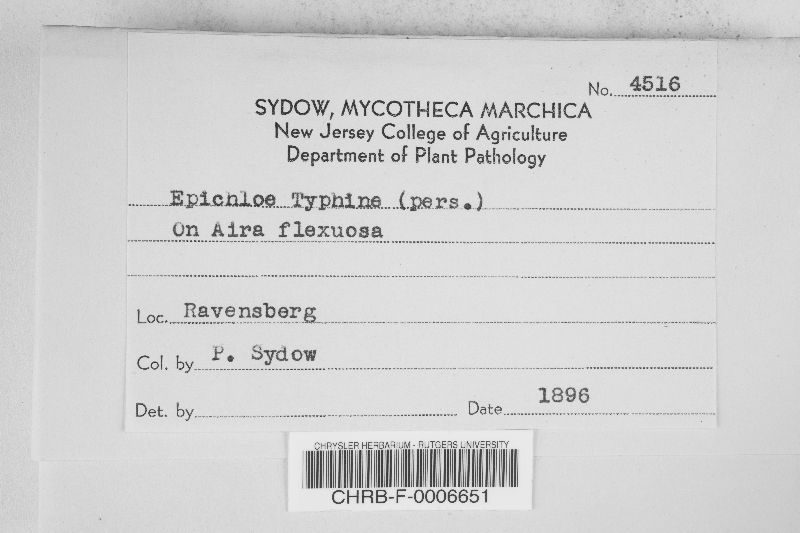 No. 4516
SYDOW, MYCOTHECA MARCHICA
New Jersey College of Agriculture
Department of Plant Pathology
Epichloe Typhine (pers.)
On Aira flexuosa
Loc. Ravensberg
Col. by P. Sydow
Det. by
Date 1896
CHRYSLER HERBARIUM - RUTGERS UNIVERSITY
CHRB-F-0006651